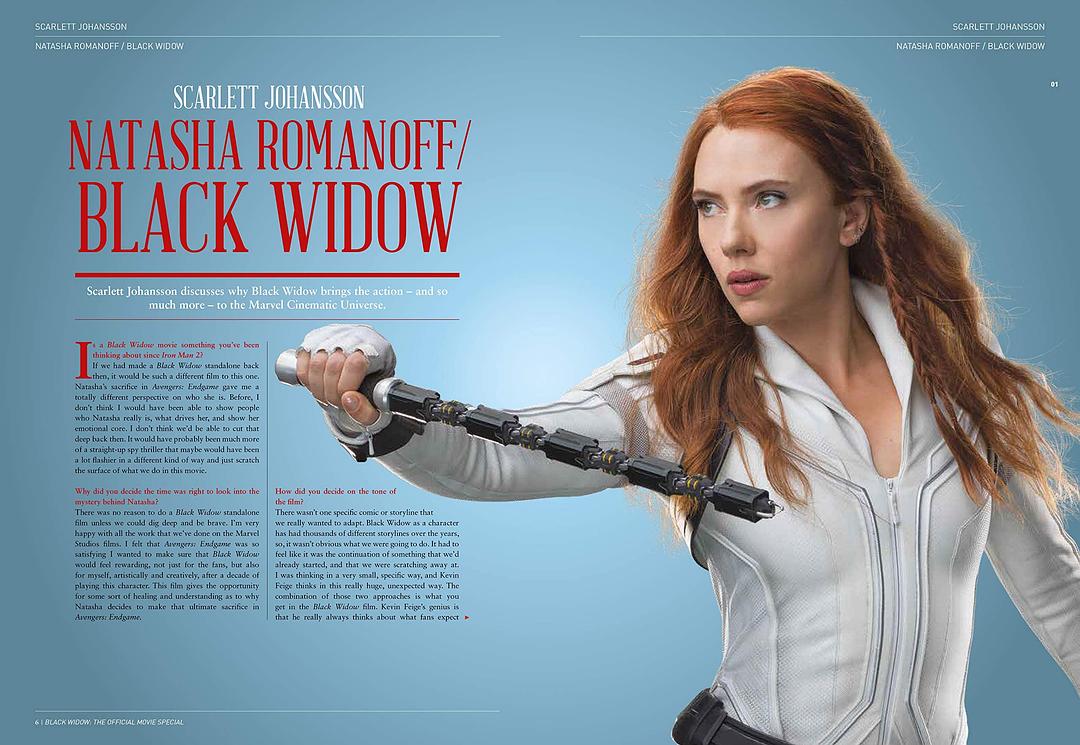 SCARLETT JOHANSSON
NATASHA ROMANOFF / BLACK WIDOW
SCARLETT JOHANSSON
NATASHA ROMANOFF / BLACK WIDOW
01
SCARLETT JOHANSSON
NATASHA ROMANOFF/
BLACK WIDOW
Scarlett Johansson discusses why Black Widow brings the action – and so
much more – to the Marvel Cinematic Universe.
Is a Black Widow movie something you've been
thinking about since Iron Man 2?
If we had made a Black Widow standalone back
then, it would be such a different film to this one.
Natasha's sacrifice in Avengers: Endgame gave me a
totally different perspective on who she is. Before, I
don't think I would have been able to show people
who Natasha really is, what drives her, and show her
emotional core. I don't think we'd be able to cut that
deep back then. It would have probably been much more
of a straight-up spy thriller that maybe would have been
a lot flashier in a different kind of way and just scratch
the surface of what we do in this movie.
Why did you decide the time was right to look into the
mystery behind Natasha?
There was no reason to do a Black Widow standalone
film unless we could dig deep and be brave. I'm very
happy with all the work that we've done on the Marvel
Studios films. I felt that Avengers: Endgame was so
satisfying I wanted to make sure that Black Widow
would feel rewarding, not just for the fans, but also
for myself, artistically and creatively, after a decade of
playing this character. This film gives the opportunity
for some sort of healing and understanding as to why
Natasha decides to make that ultimate sacrifice in
Avengers: Endgame.
How did you decide on the tone of
the film?
There wasn't one specific comic or storyline that
we really wanted to adapt. Black Widow as a character
has had thousands of different storylines over the years,
so, it wasn't obvious what we were going to do. It had to
feel like it was the continuation of something that we'd
already started, and that we were scratching away at.
I was thinking in a very small, specific way, and Kevin
Feige thinks in this really huge, unexpected way. The
combination of those two approaches is what you
get in the Black Widow film. Kevin Feige's genius is
that he really always thinks about what fans expect ►
6 | BLACK WIDOW: THE OFFICIAL MOVIE SPECIAL